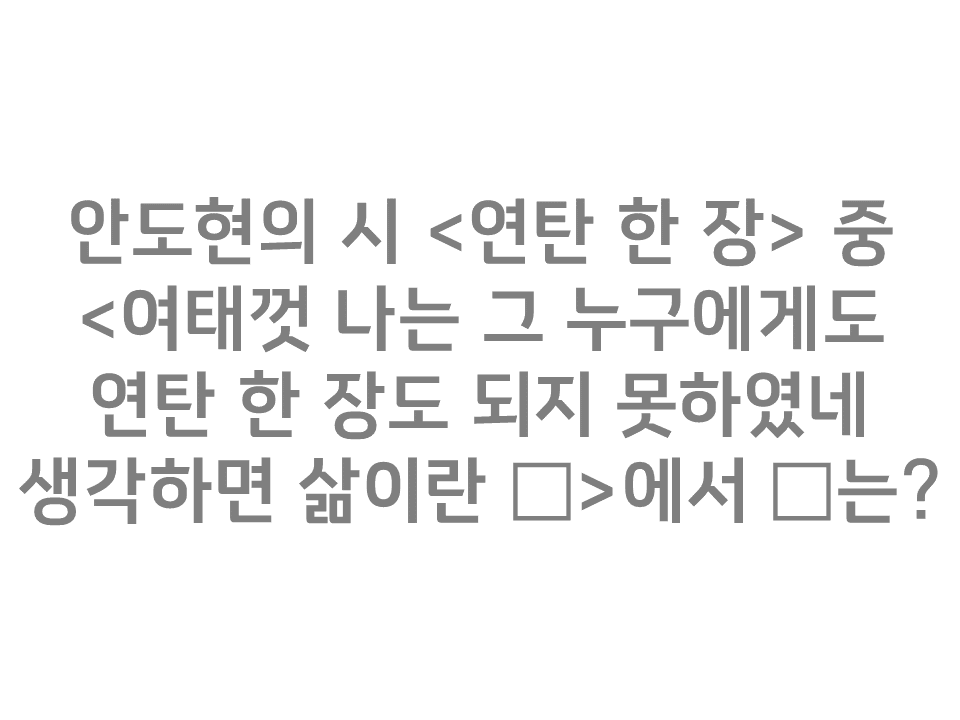 안도현의 시 <연탄 한 장> 중
<여태껏 나는 그 누구에게도
연탄 한 장도 되지 못하였네
생각하면 삶이란 □>에서 □는?